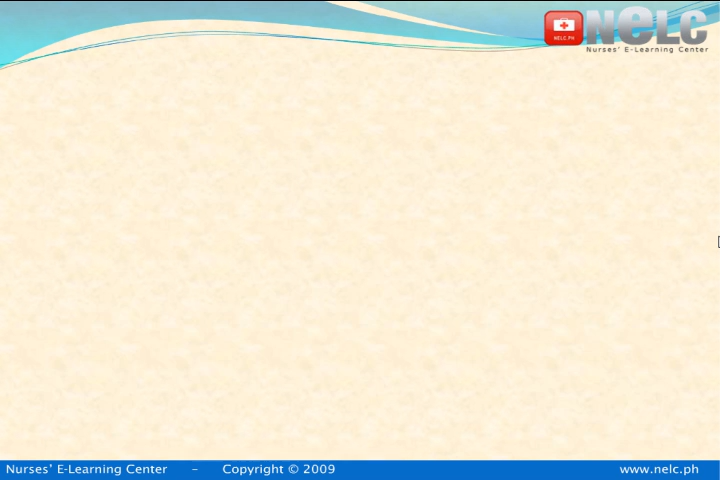 NELC
NELC.PH
Nurses' E-Learning Center
Nurses' E-Learning Center – Copyright © 2009
www.nelc.ph